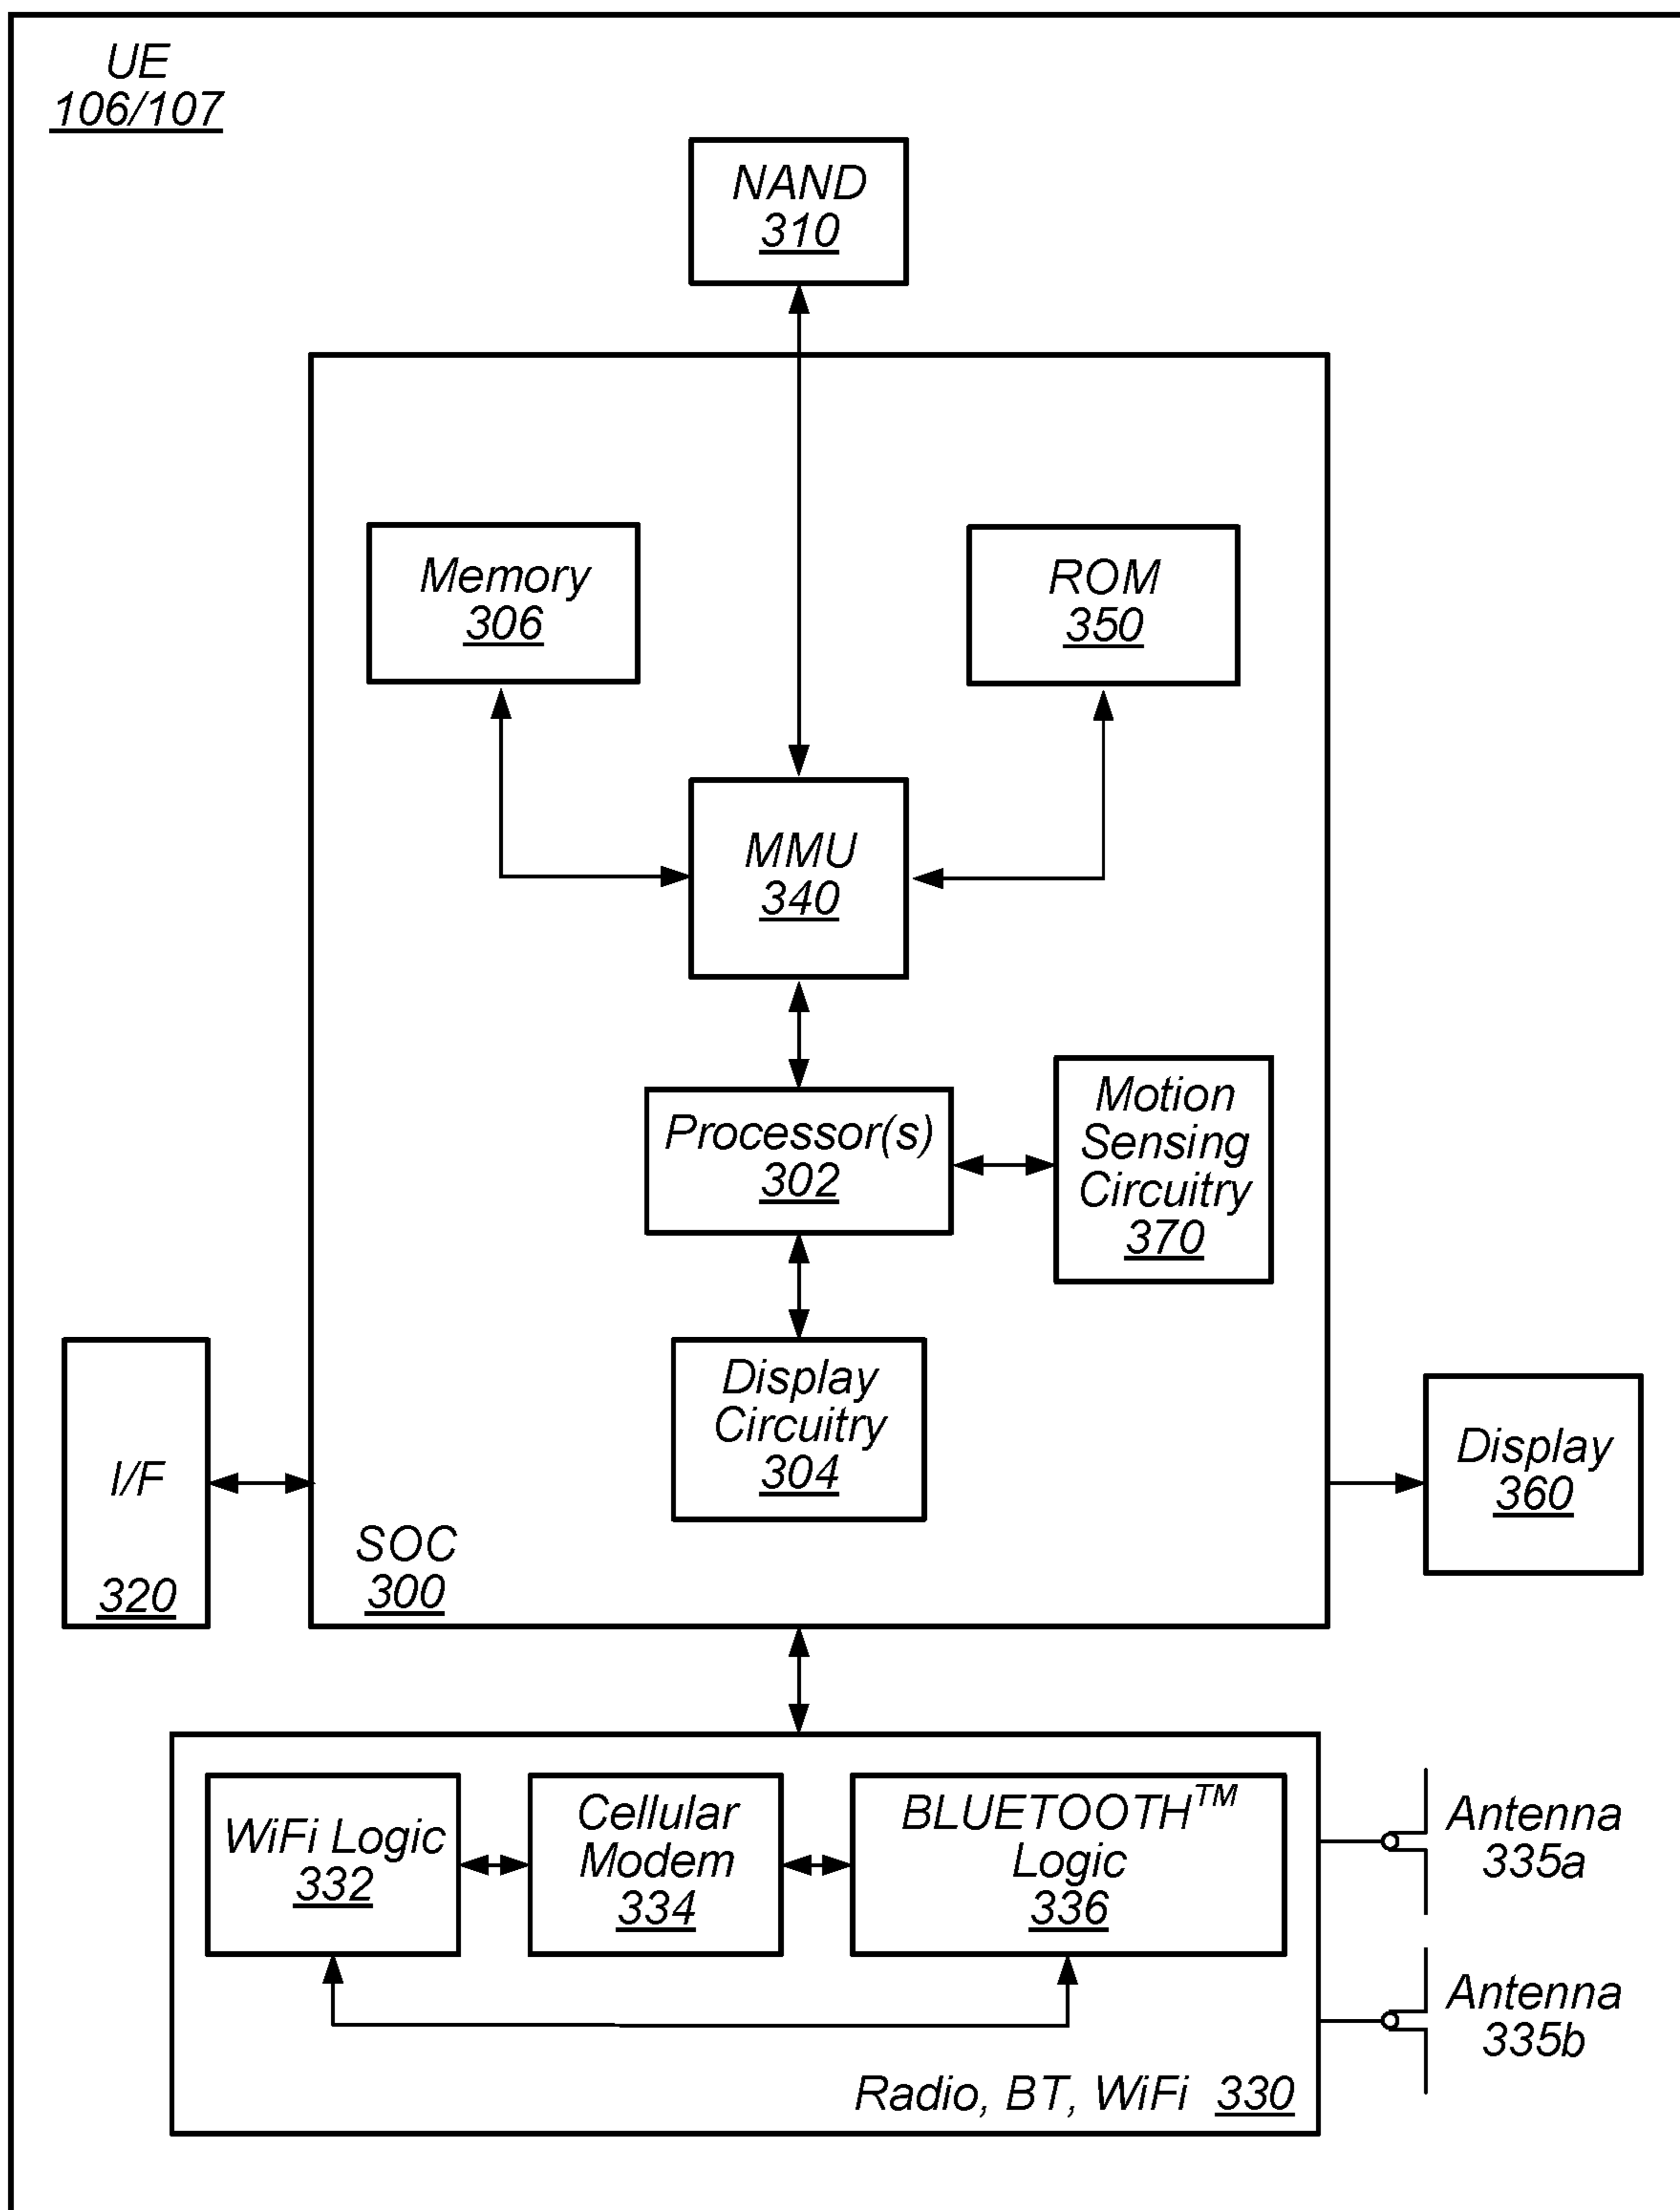 UE
106/107
NAND
310
Memory
306
ROM
350
MMU
340
Processor(s)
302
Motion
Sensing
Circuitry
370
Display
Circuitry
304
I/F
320
SOC
300
Display
360
WiFi Logic
332
Cellular
Modem
334
BLUETOOTH™
Logic
336
Antenna
335a
Antenna
335b
Radio, BT, WiFi 330